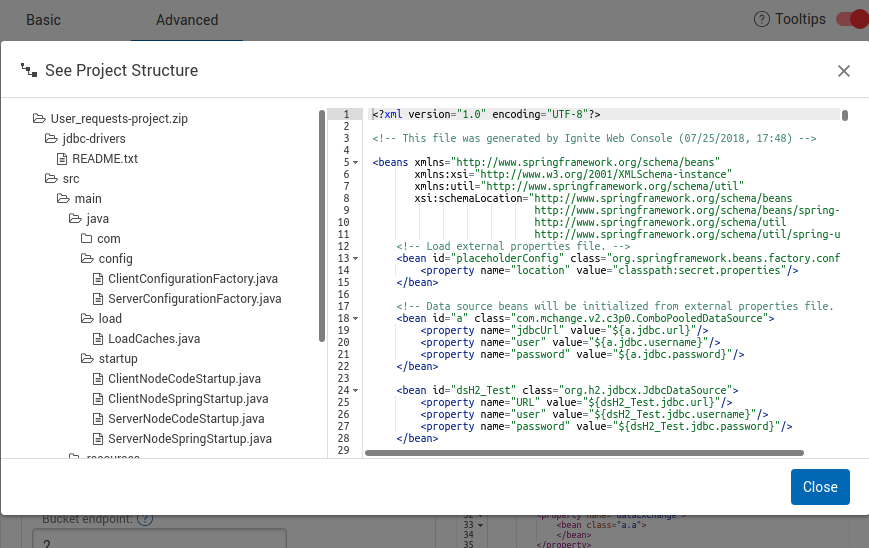 Basic
Advanced
Tooltips
See Project Structure
User_requests-project.zip
jdbc-drivers
README.txt
src
main
java
com
config
ClientConfigurationFactory.java
ServerConfigurationFactory.java
load
LoadCaches.java
startup
ClientNodeCodeStartup.java
ClientNodeSpringStartup.java
ServerNodeCodeStartup.java
ServerNodeSpringStartup.java
resources
1 <?xml version="1.0" encoding="UTF-8"?>
2
3 <!-- This file was generated by Ignite Web Console (07/25/2018, 17:48) -->
4
5 <beans xmlns="http://www.springframework.org/schema/beans"
6 xmlns:xsi="http://www.w3.org/2001/XMLSchema-instance"
7 xmlns:util="http://www.springframework.org/schema/util"
8 xsi:schemaLocation="http://www.springframework.org/schema/beans
9 http://www.springframework.org/schema/beans/spring-
10 http://www.springframework.org/schema/util
11 http://www.springframework.org/schema/util/spring-u
12 <!-- Load external properties file. -->
13 <bean id="placeholderConfig" class="org.springframework.beans.factory.conf
14 <property name="location" value="classpath:secret.properties"/>
15 </bean>
16
17 <!-- Data source beans will be initialized from external properties file.
18 <bean id="a" class="com.mchange.v2.c3p0.ComboPooledDataSource">
19 <property name="jdbcUrl" value="${a.jdbc.url}"/>
20 <property name="user" value="${a.jdbc.username}"/>
21 <property name="password" value="${a.jdbc.password}"/>
22 </bean>
23
24 <bean id="dsH2_Test" class="org.h2.jdbcx.JdbcDataSource">
25 <property name="URL" value="${dsH2_Test.jdbc.url}"/>
26 <property name="user" value="${dsH2_Test.jdbc.username}"/>
27 <property name="password" value="${dsH2_Test.jdbc.password}"/>
28 </bean>
29
Close
Bucket endpoint:
32 <property name="dataExchange">
33 <bean class="a.a">
34 </bean>
35 </property>